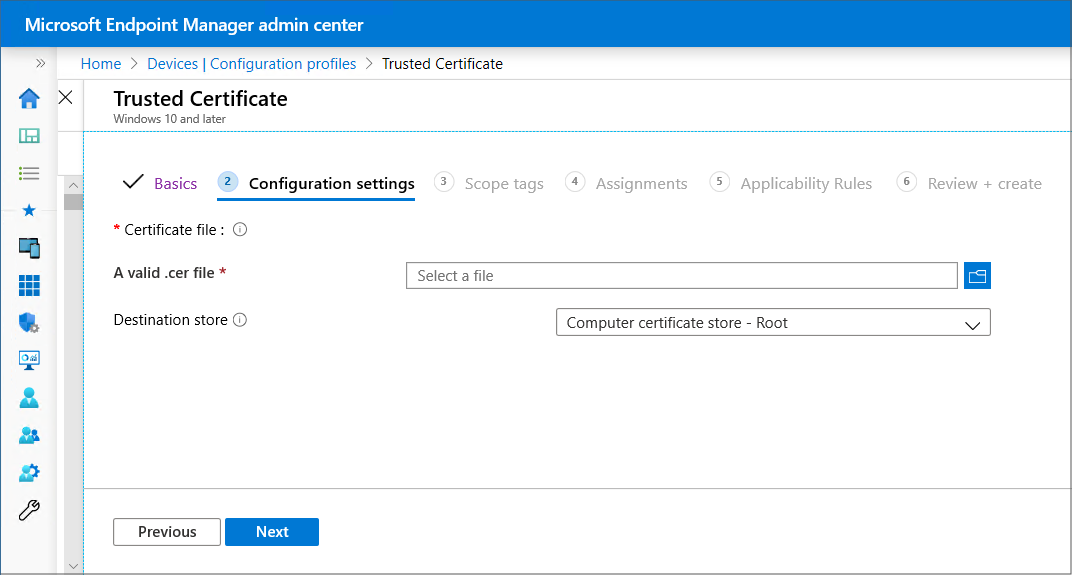 Microsoft Endpoint Manager admin center
Home > Devices | Configuration profiles > Trusted Certificate
Trusted Certificate
Windows 10 and later
Basics 2 Configuration settings 3 Scope tags 4 Assignments 5 Applicability Rules 6 Review + create
* Certificate file :
A valid .cer file * Select a file
Destination store Computer certificate store - Root
Previous Next